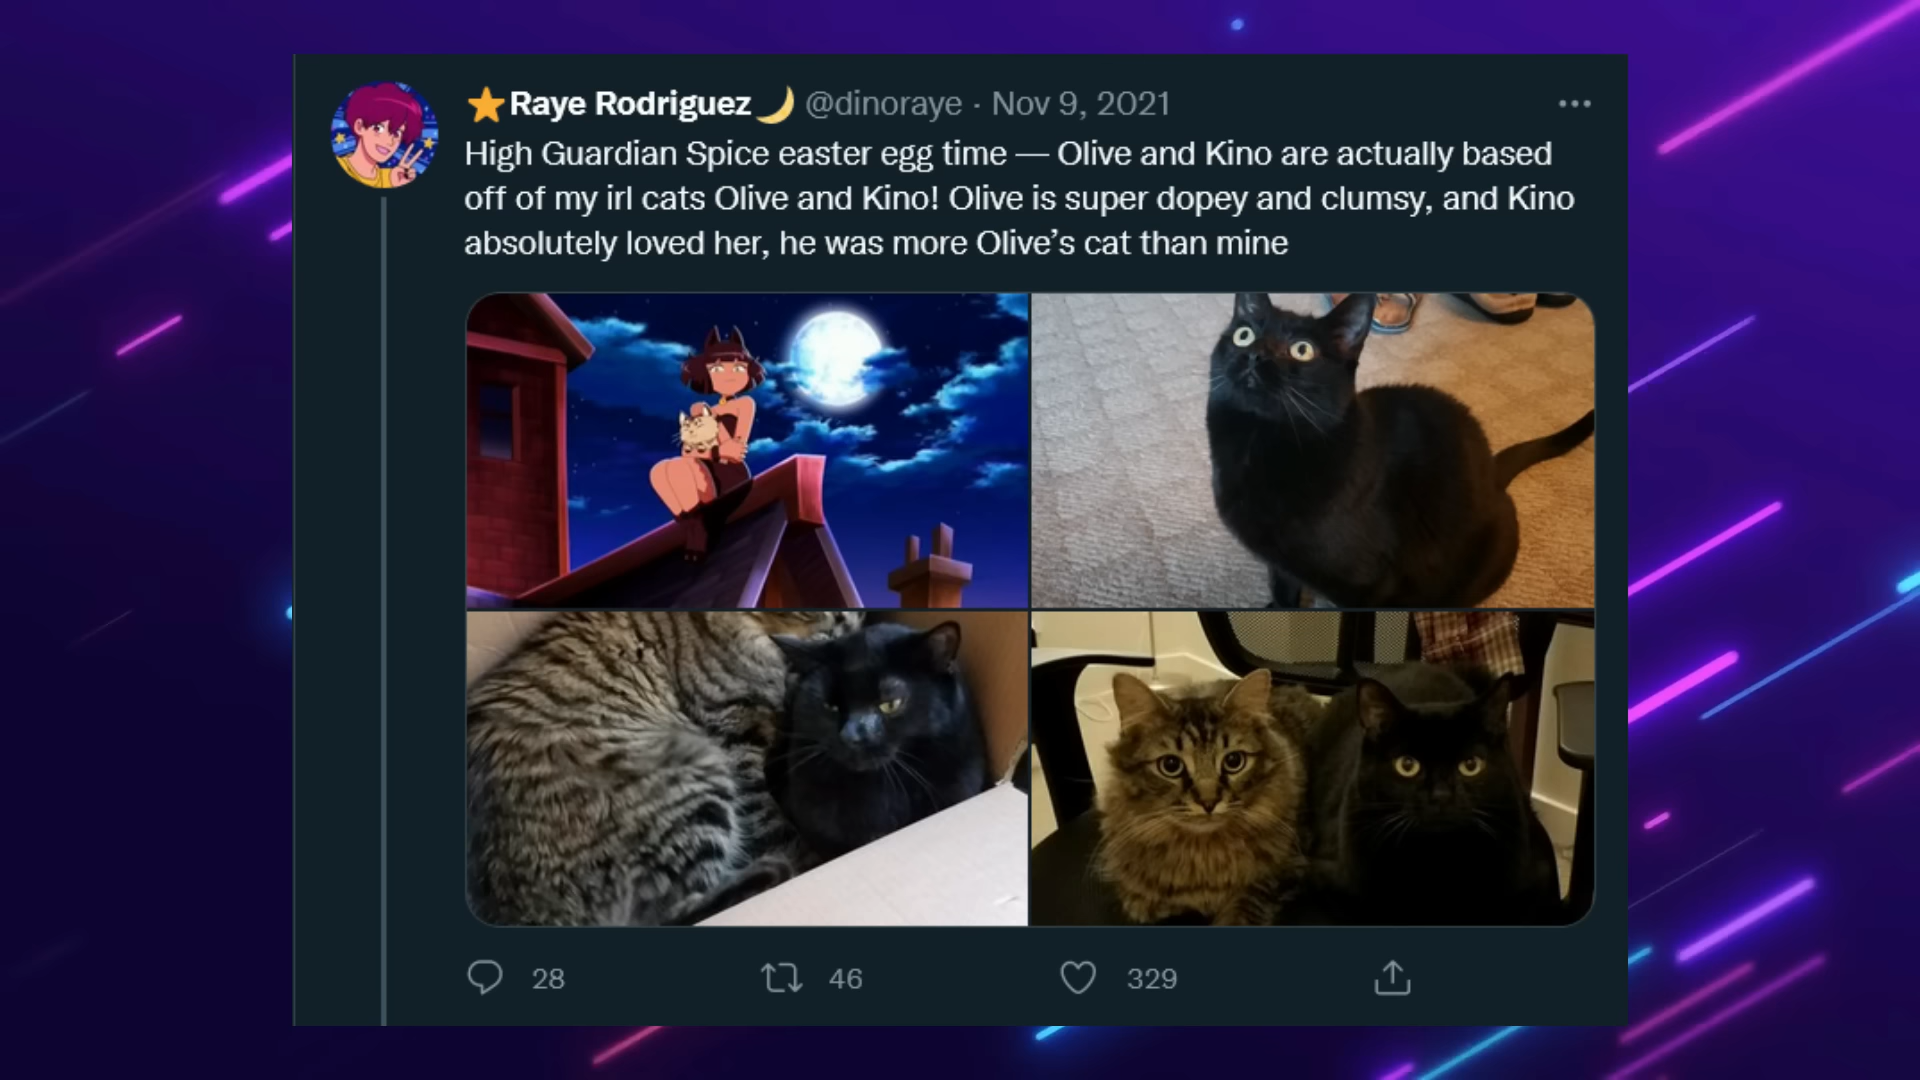 ⭐Raye Rodriguez🌙 @dinoraye · Nov 9, 2021
High Guardian Spice easter egg time — Olive and Kino are actually based
off of my irl cats Olive and Kino! Olive is super dopey and clumsy, and Kino
absolutely loved her, he was more Olive’s cat than mine
28 46 329